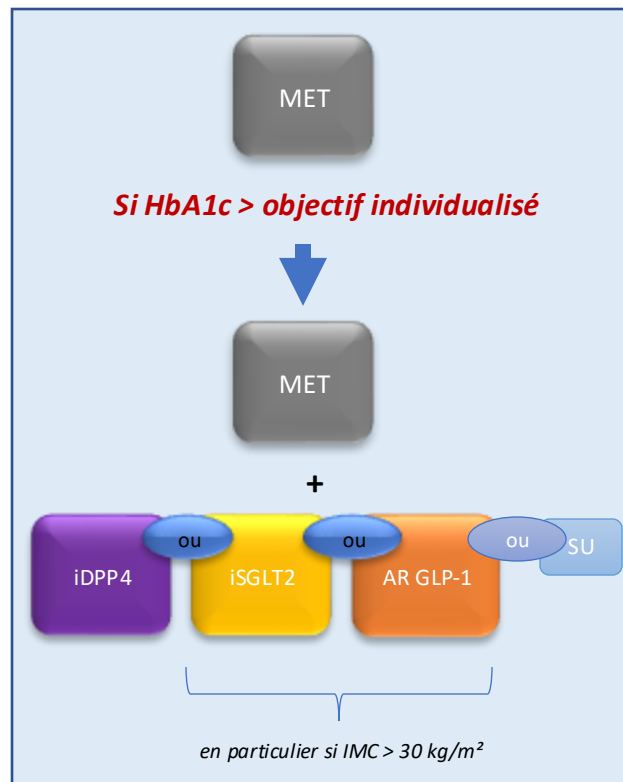 MET
Si HbA1c > objectif individualisé
MET
+
iDPP4 ou iSGLT2 ou AR GLP-1 ou SU
en particulier si IMC > 30 kg/m²